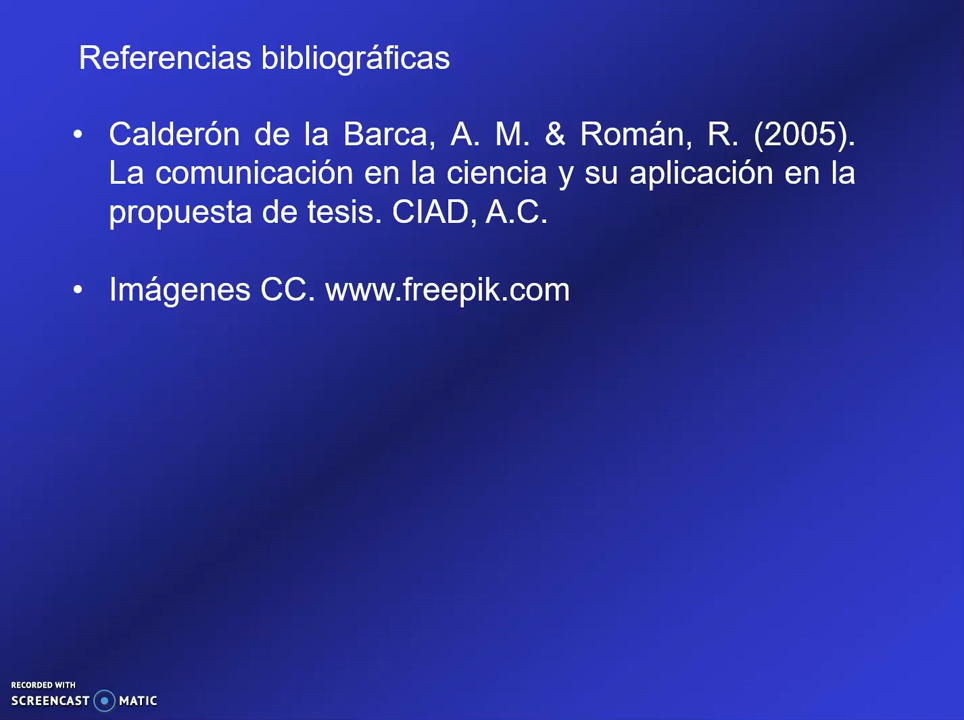 Referencias bibliográficas
• Calderón de la Barca, A. M. & Román, R. (2005).
La comunicación en la ciencia y su aplicación en la
propuesta de tesis. CIAD, A.C.
• Imágenes CC. www.freepik.com
RECORDED WITH
SCREENCAST MATIC